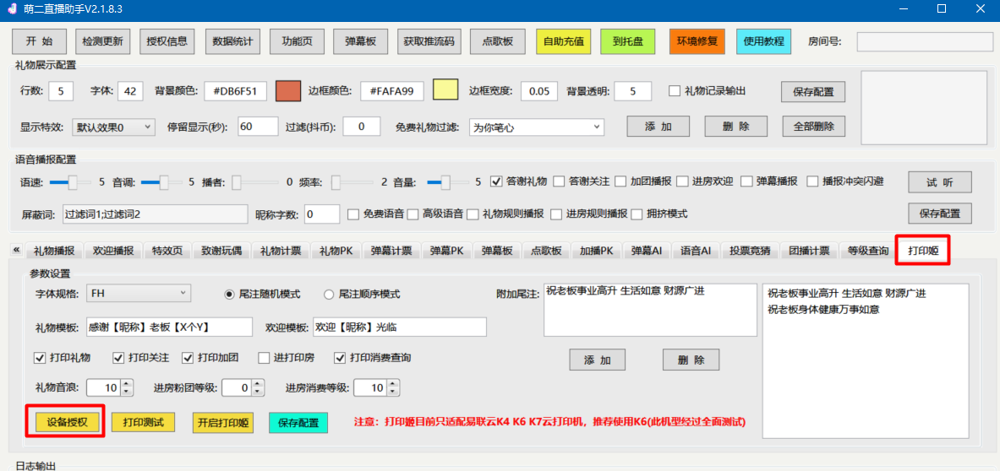 萌二直播助手V2.1.8.3
开 始 检测更新 授权信息 数据统计 功能页 弹幕板 获取推流码 点歌板 自助充值 到托盘 环境修复 使用教程 房间号:
礼物展示配置
行数: 5 字体: 42 背景颜色: #DB6F51 边框颜色: #FAFA99 边框宽度: 0.05 背景透明: 5 礼物记录输出 保存配置
显示特效: 默认效果0 停留显示(秒): 60 过滤(抖币): 0 免费礼物过滤: 为你笔心 添 加 删 除 全部删除
语音播报配置
语速: 5 音调: 5 播者: 0 频率: 2 音量: 5 答谢礼物 答谢关注 加团播报 进房欢迎 弹幕播报 播报冲突闪避 试 听
屏蔽词: 过滤词1;过滤词2 昵称字数: 0 免费语音 高级语音 礼物规则播报 进房规则播报 拥挤模式 保存配置
« 礼物播报 欢迎播报 特效页 致谢玩偶 礼物计票 礼物PK 弹幕计票 弹幕PK 弹幕板 点歌板 加播PK 弹幕AI 语音AI 投票竞猜 团播计票 等级查询 打印姬
参数设置
字体规格: FH 尾注随机模式 尾注顺序模式 附加尾注: 祝老板事业高升 生活如意 财源广进 祝老板事业高升 生活如意 财源广进
祝老板身体健康万事如意
礼物模板: 感谢【昵称】老板【X个Y】 欢迎模板: 欢迎【昵称】光临
打印礼物 打印关注 打印加团 进打印房 打印消费查询 添 加 删 除
礼物音浪: 10 进房粉团等级: 0 进房消费等级: 10
设备授权 打印测试 开启打印姬 保存配置 注意：打印姬目前只适配易联云K4 K6 K7云打印机，推荐使用K6(此机型经过全面测试)
日志输出